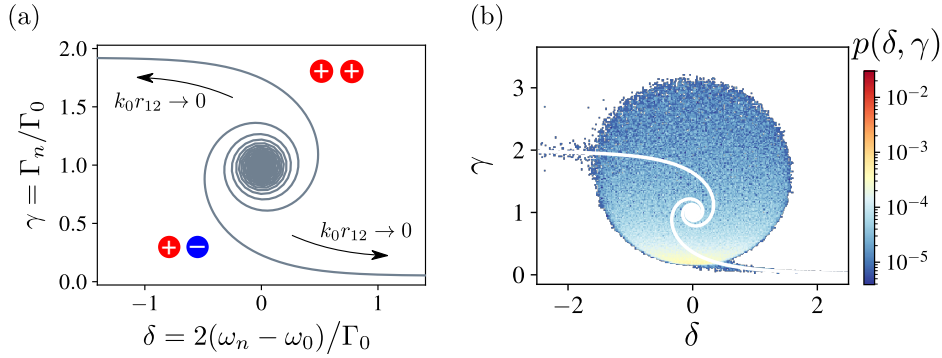 (a)
γ = Γₙ/Γ₀
2.0
1.5
1.0
0.5
0.0
k₀r₁₂ → 0
+ +
+ −
k₀r₁₂ → 0
−1
0
1
δ = 2(ωₙ − ω₀)/Γ₀
(b)
p(δ, γ)
γ
3
2
1
0
−2
0
2
δ
10⁻²
10⁻³
10⁻⁴
10⁻⁵